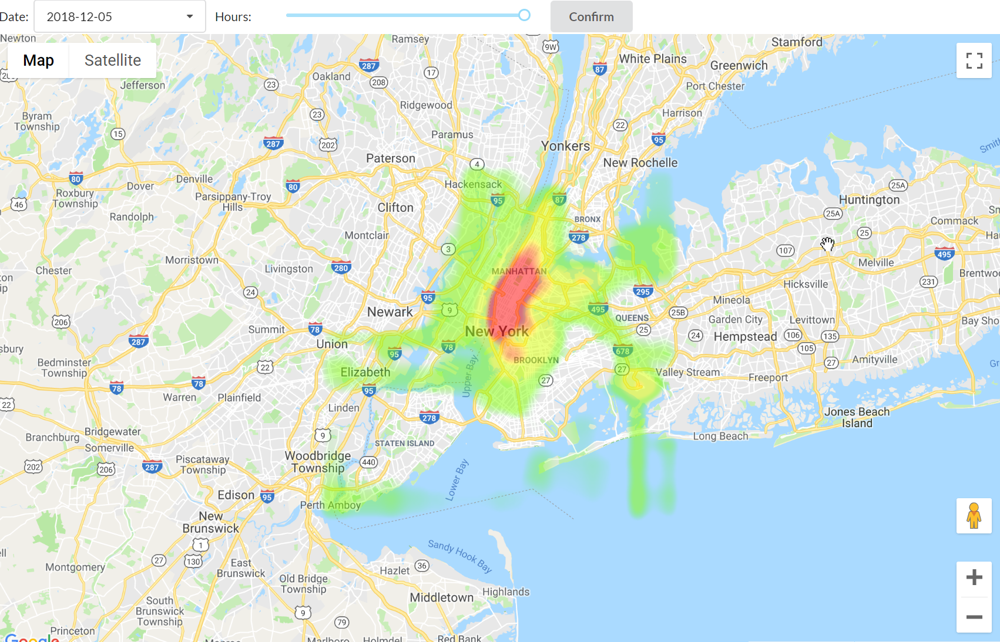 Date:
2018-12-05
Hours:
Confirm
Newton
Map
Satellite
Ramsey
9W
Stamford
White Plains
Greenwich
287
87
Oakland
17
208
23
Jefferson
Port Chester
Ridgewood
Harrison
23
Byram
Township
15
22
Paramus
287
202
95
Yonkers
Smith
Paterson
New Rochelle
4
80
Denville
Dover
80
Hackensack
25A
Roxbury
Township
Parsippany-Troy
Hills
95
87
Huntington
46
Clifton
25A
Randolph
BRONX
Commack
Montclair
278
25
3
107
495
Morristown
280
Livingston
MANHATTAN
Melville
Chester
Brentwoo
24
95
295
Hicksville
231
Mineola
9
495
Newark
25B
QUEENS
Garden City
Levittown
Bay Sho
206
Summit
78
New York
25
24
Hempstead
106
135
287
Union
78
95
678
105
Bedminster
Township
22
BROOKLYN
27
Amityville
Elizabeth
27
Valley Stream
Freeport
78
78
95
Upper Bay
27
Warren
Plainfield
22
Linden
278
Jones Beach
Island
Branchburg
Bridgewater
9
STATEN ISLAND
Long Beach
Somerville
Woodbridge
Township
Piscataway
Township
440
202
206
287
Lower Bay
Edison
95
Perth Amboy
New
Brunswick
1
Sandy Hook Bay
27
130
Montgomery
East
Brunswick
Hazlet
36
Old Bridge
Township
Highlands
Middletown
South
Brunswick
Township
9
79
Princeton
Google
Marlboro
Holmdel
Red Bank